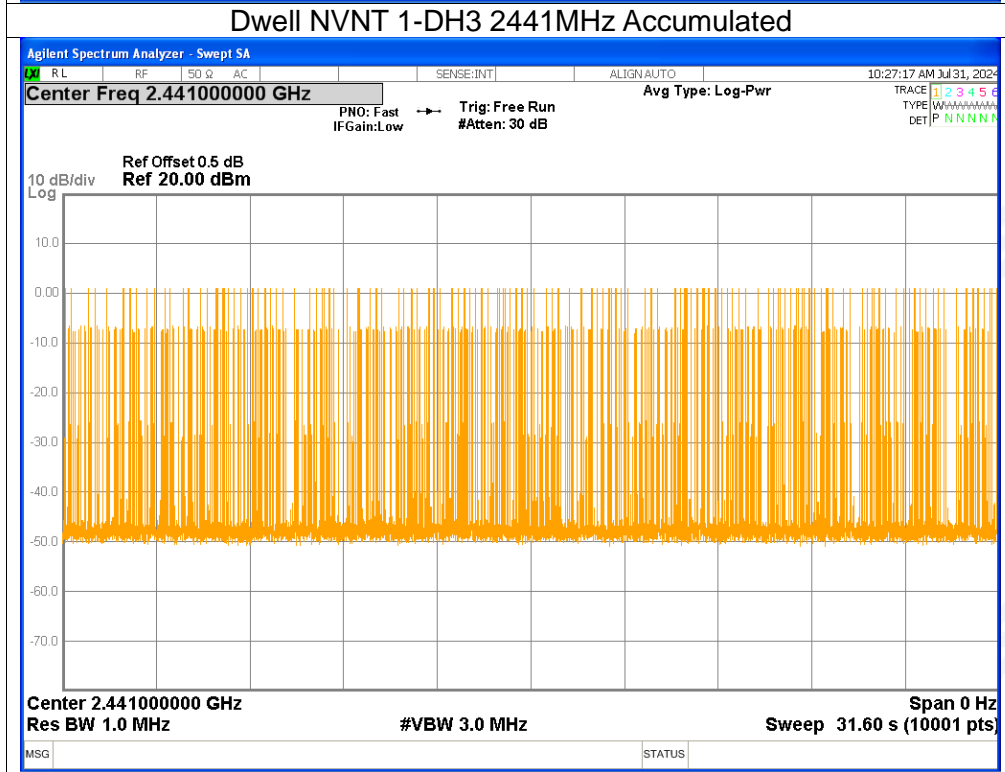 Dwell NVNT 1-DH3 2441MHz Accumulated
Agilent Spectrum Analyzer - Swept SA
LXI RL RF 50 Ω AC SENSE:INT ALIGN AUTO 10:27:17 AM Jul 31, 2024
Center Freq 2.441000000 GHz Avg Type: Log-Pwr TRACE 1 2 3 4 5 6
PNO: Fast Trig: Free Run TYPE
IFGain:Low #Atten: 30 dB DET P N N N N N
Ref Offset 0.5 dB
10 dB/div Ref 20.00 dBm
Log
10.0
0.00
-10.0
-20.0
-30.0
-40.0
-50.0
-60.0
-70.0
Center 2.441000000 GHz Span 0 Hz
Res BW 1.0 MHz #VBW 3.0 MHz Sweep 31.60 s (10001 pts)
MSG STATUS